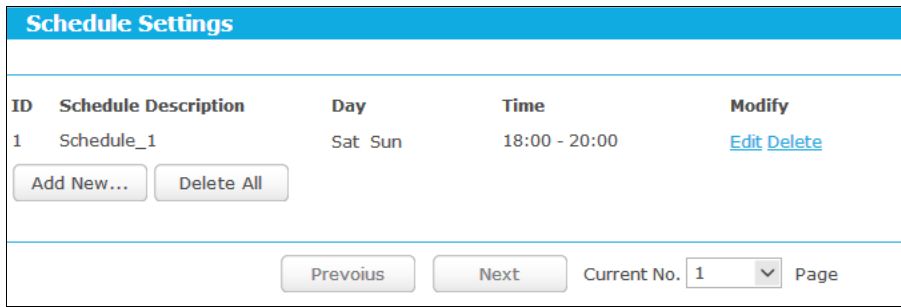 Schedule Settings
ID Schedule Description Day Time Modify
1 Schedule_1 Sat Sun 18:00 - 20:00 Edit Delete
Add New... Delete All
Prevoius Next Current No. 1 Page